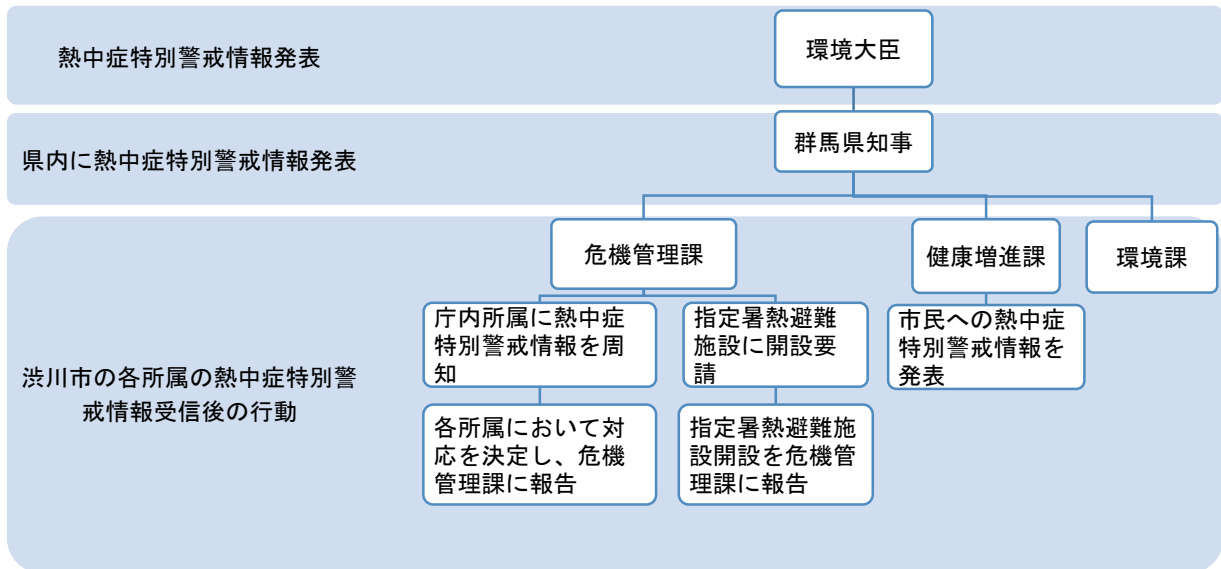 熱中症特別警戒情報発表
環境大臣
県内に熱中症特別警戒情報発表
群馬県知事
渋川市の各所属の熱中症特別警
戒情報受信後の行動
危機管理課
健康増進課
環境課
庁内所属に熱中症
特別警戒情報を周
知
指定暑熱避難
施設に開設要
請
市民への熱中症
特別警戒情報を
発表
各所属において対
応を決定し、危機
管理課に報告
指定暑熱避難施
設開設を危機管
理課に報告